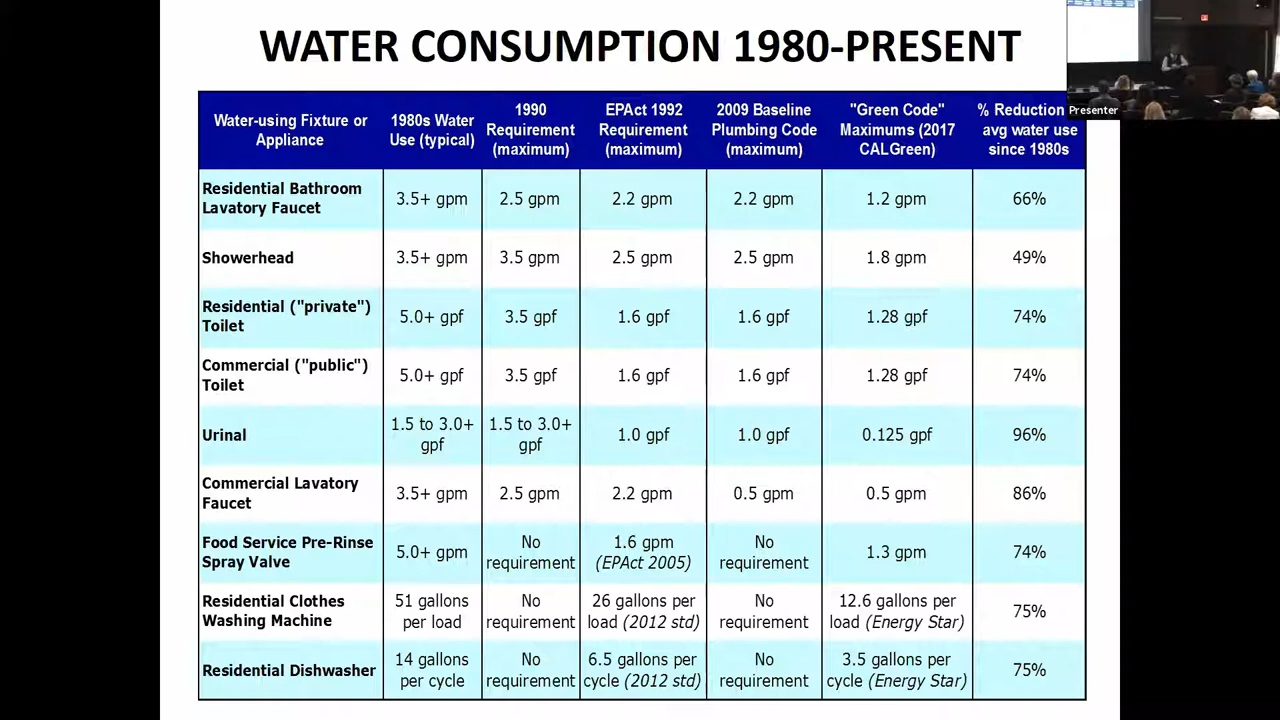 WATER CONSUMPTION 1980-PRESENT
Presenter
Water-using Fixture or
Appliance
1980s Water
Use (typical)
1990
Requirement
(maximum)
EPAct 1992
Requirement
(maximum)
2009 Baseline
Plumbing Code
(maximum)
"Green Code"
Maximums (2017
CALGreen)
% Reduction
avg water use
since 1980s
Residential Bathroom
Lavatory Faucet
3.5+ gpm
2.5 gpm
2.2 gpm
2.2 gpm
1.2 gpm
66%
Showerhead
3.5+ gpm
3.5 gpm
2.5 gpm
2.5 gpm
1.8 gpm
49%
Residential ("private")
Toilet
5.0+ gpf
3.5 gpf
1.6 gpf
1.6 gpf
1.28 gpf
74%
Commercial ("public")
Toilet
5.0+ gpf
3.5 gpf
1.6 gpf
1.6 gpf
1.28 gpf
74%
Urinal
1.5 to 3.0+
gpf
1.5 to 3.0+
gpf
1.0 gpf
1.0 gpf
0.125 gpf
96%
Commercial Lavatory
Faucet
3.5+ gpm
2.5 gpm
2.2 gpm
0.5 gpm
0.5 gpm
86%
Food Service Pre-Rinse
Spray Valve
5.0+ gpm
No
requirement
1.6 gpm
(EPAct 2005)
No
requirement
1.3 gpm
74%
Residential Clothes
Washing Machine
51 gallons
per load
No
requirement
26 gallons per
load (2012 std)
No
requirement
12.6 gallons per
load (Energy Star)
75%
Residential Dishwasher
14 gallons
per cycle
No
requirement
6.5 gallons per
cycle (2012 std)
No
requirement
3.5 gallons per
cycle (Energy Star)
75%